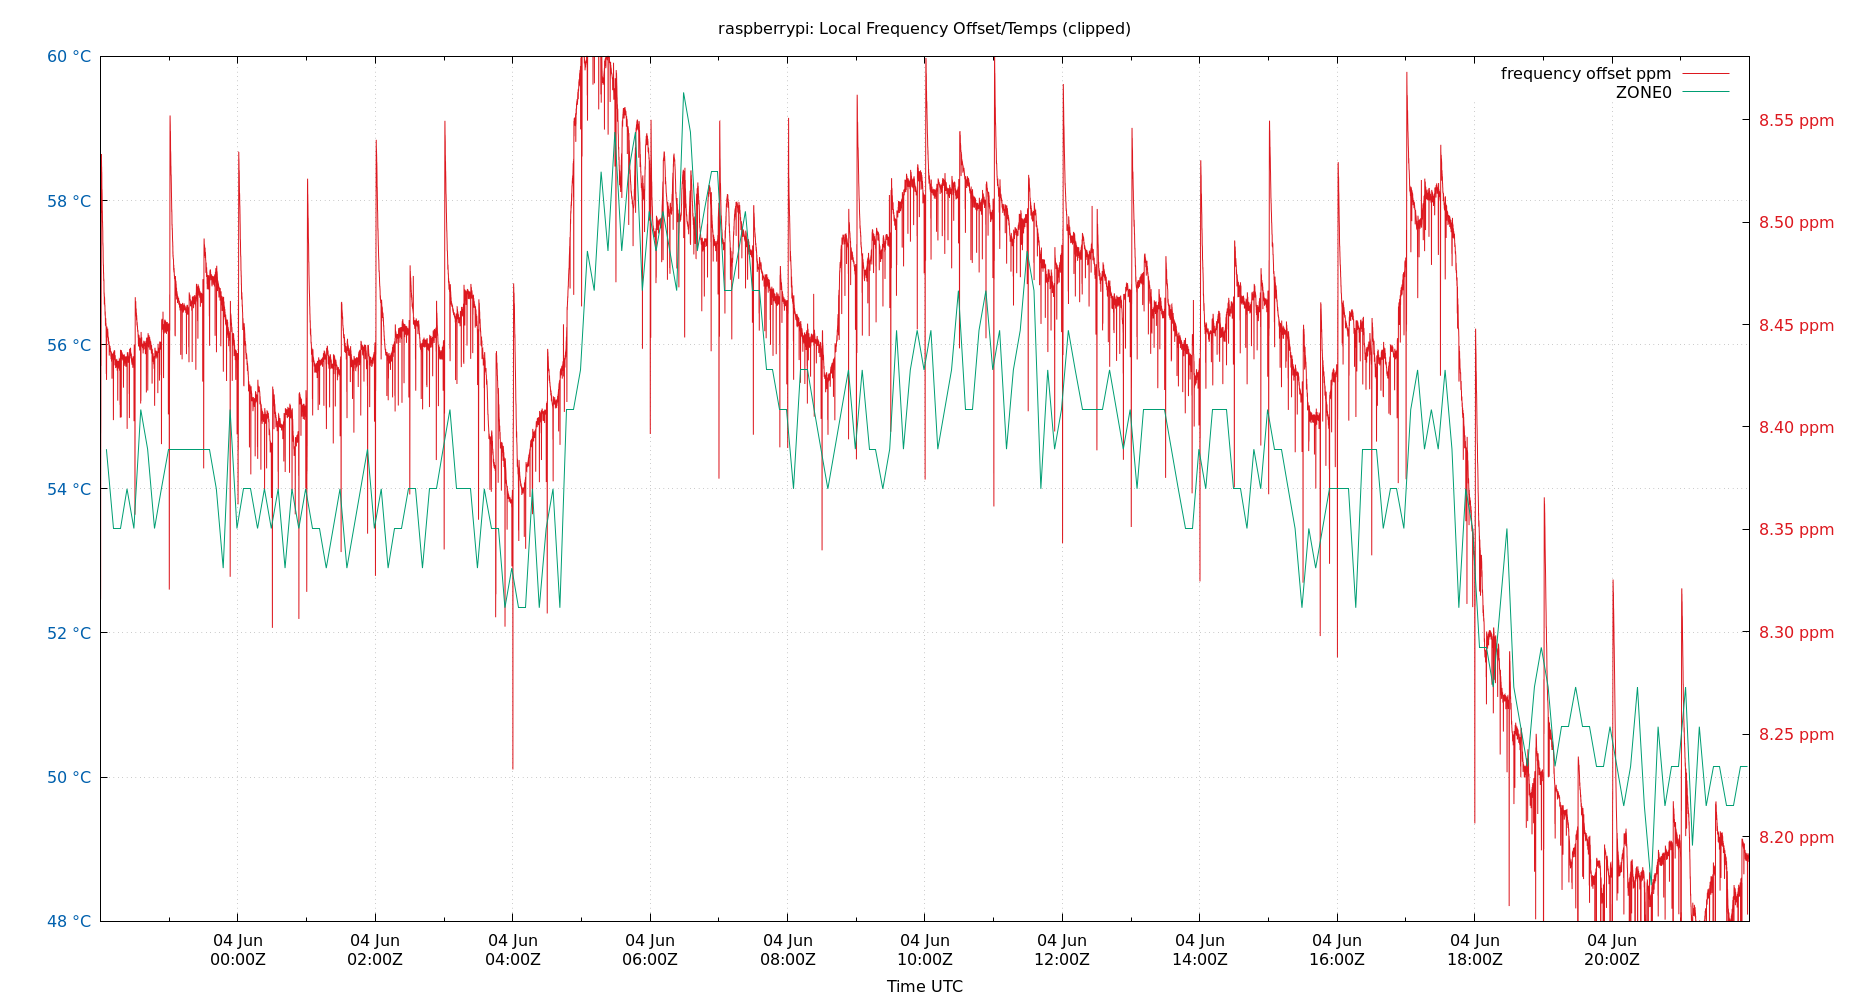 raspberrypi: Local Frequency Offset/Temps (clipped)
60 °C
58 °C
56 °C
54 °C
52 °C
50 °C
48 °C
frequency offset ppm
ZONE0
8.55 ppm
8.50 ppm
8.45 ppm
8.40 ppm
8.35 ppm
8.30 ppm
8.25 ppm
8.20 ppm
04 Jun 04 Jun 04 Jun 04 Jun 04 Jun 04 Jun 04 Jun 04 Jun 04 Jun 04 Jun 04 Jun
00:00Z 02:00Z 04:00Z 06:00Z 08:00Z 10:00Z 12:00Z 14:00Z 16:00Z 18:00Z 20:00Z
Time UTC